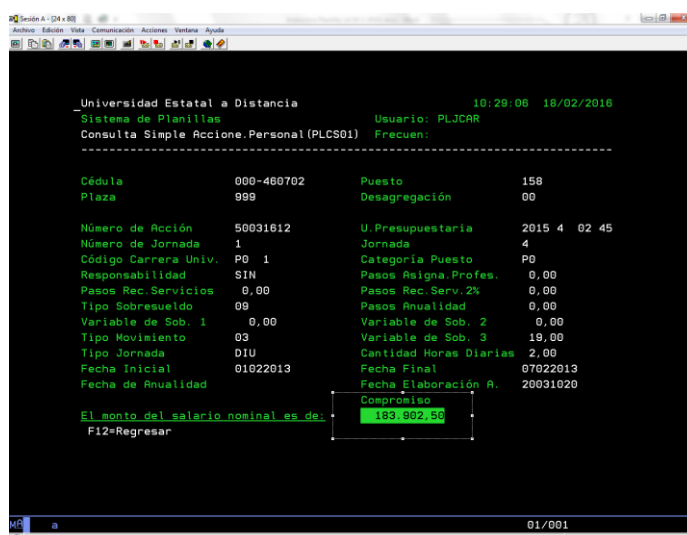 Sesión A - [24 x 80]
Archivo Edición Vista Comunicación Acciones Ventana Ayuda
Universidad Estatal a Distancia 10:29:06 18/02/2016
Sistema de Planillas Usuario: PLJCAR
Consulta Simple Accione.Personal(PLCS01) Frecuen:
Cédula 000-460702 Puesto 158
Plaza 999 Desagregación 00
Número de Acción 50031612 U.Presupuestaria 2015 4 02 45
Número de Jornada 1 Jornada 4
Código Carrera Univ. P0 1 Categoría Puesto P0
Responsabilidad SIN Pasos Asigna.Profes. 0,00
Pasos Rec.Servicios 0,00 Pasos Rec.Serv.2% 0,00
Tipo Sobresueldo 09 Pasos Anualidad 0,00
Variable de Sob. 1 0,00 Variable de Sob. 2 0,00
Tipo Movimiento 03 Variable de Sob. 3 19,00
Tipo Jornada DIU Cantidad Horas Diarias 2,00
Fecha Inicial 01022013 Fecha Final 07022013
Fecha de Anualidad Fecha Elaboración A. 20031020
Compromiso
El monto del salario nominal es de: 183.902,50
F12=Regresar
MA a 01/001